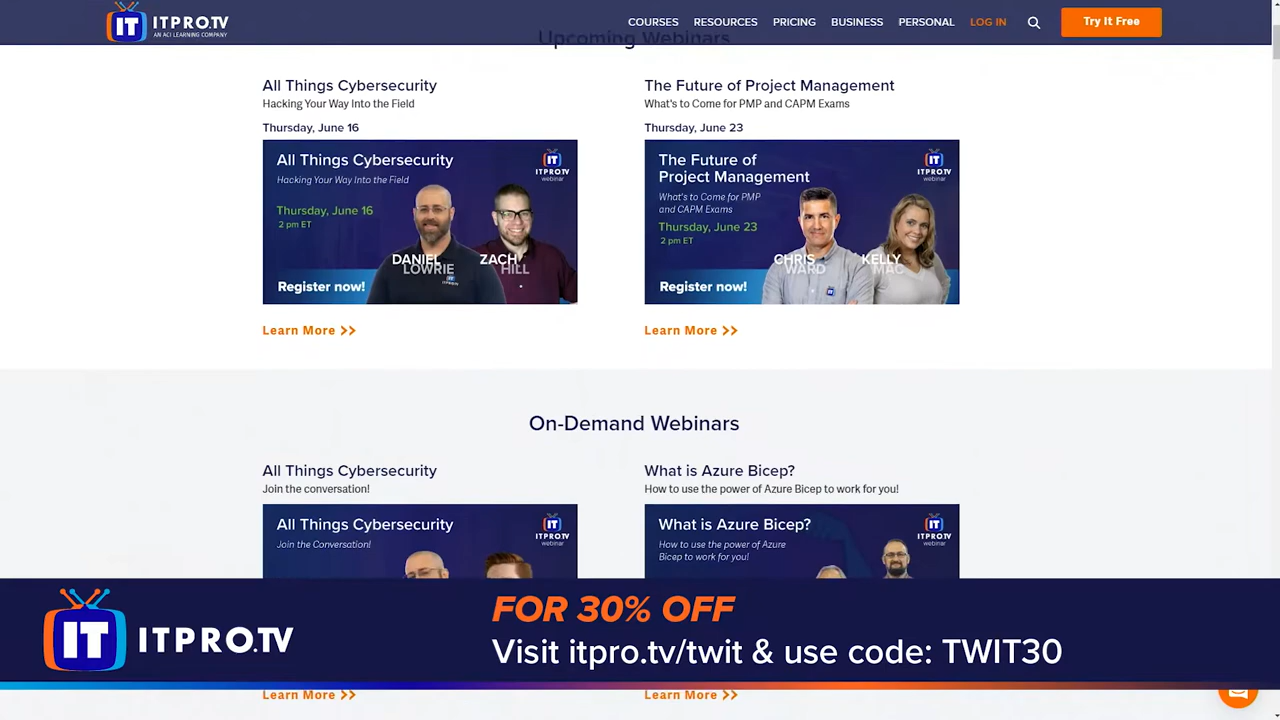 IT ITPRO.TV
AN ACI LEARNING COMPANY
COURSES RESOURCES PRICING BUSINESS PERSONAL LOG IN Try It Free
Upcoming Webinars
All Things Cybersecurity
Hacking Your Way Into the Field
Thursday, June 16
All Things Cybersecurity
Hacking Your Way Into the Field
Thursday, June 16
2 pm ET
IT
ITPRO.TV
webinar
DANIEL LOWRIE
ZACH HILL
Register now!
Learn More >>
The Future of Project Management
What's to Come for PMP and CAPM Exams
Thursday, June 23
The Future of
Project Management
What's to Come for PMP
and CAPM Exams
Thursday, June 23
2 pm ET
IT
ITPRO.TV
webinar
CHRIS WARD
KELLY MAC
Register now!
Learn More >>
On-Demand Webinars
All Things Cybersecurity
Join the conversation!
All Things Cybersecurity
Join the Conversation!
IT
ITPRO.TV
webinar
What is Azure Bicep?
How to use the power of Azure Bicep to work for you!
What is Azure Bicep?
How to use the power of Azure
Bicep to work for you!
IT
ITPRO.TV
webinar
IT ITPRO.TV
FOR 30% OFF
Visit itpro.tv/twit & use code: TWIT30
Learn More >>
Learn More >>